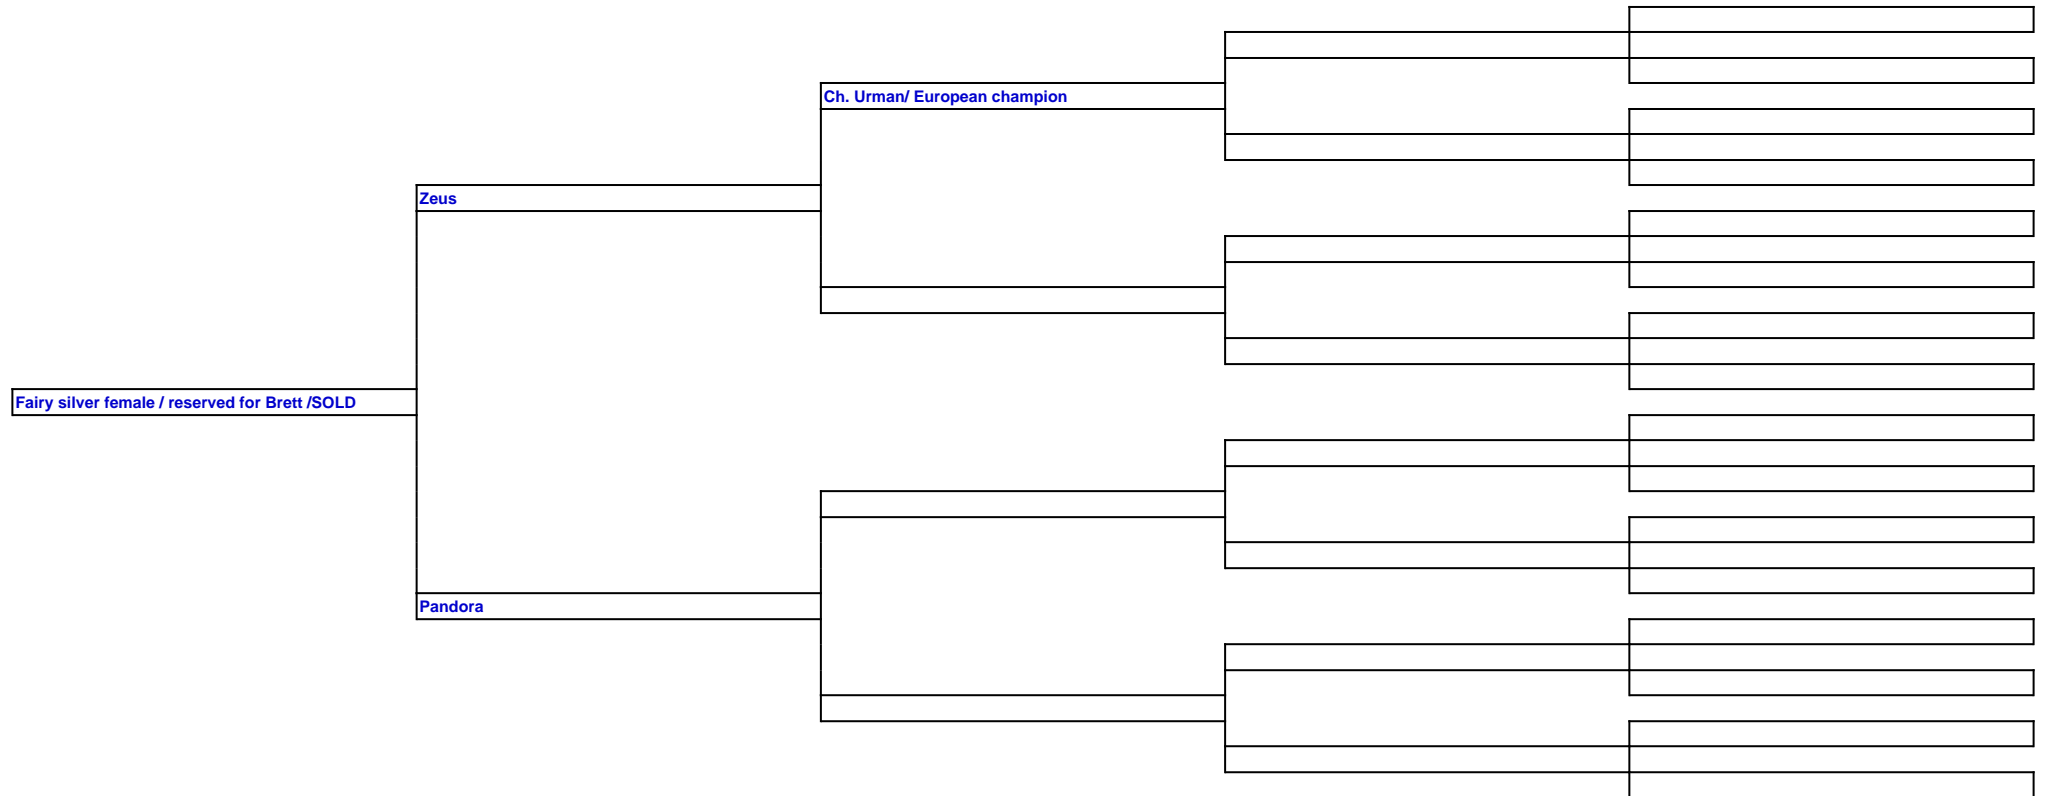 Ch. Urman/ European champion
Zeus
Fairy silver female / reserved for Brett /SOLD
Pandora